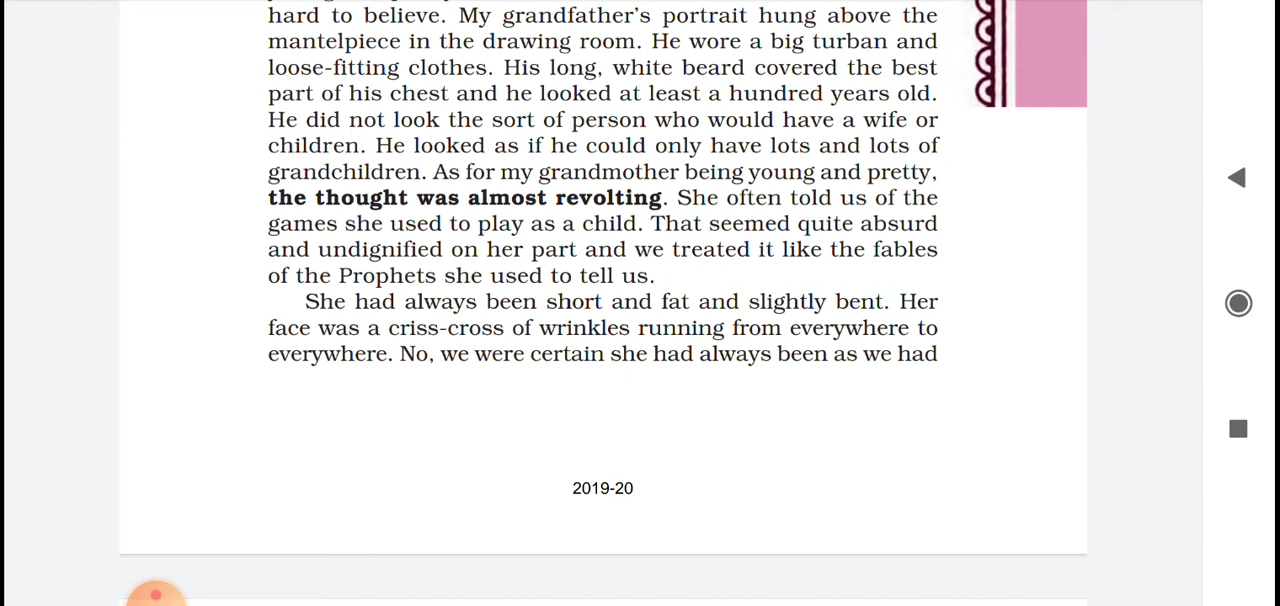 hard to believe. My grandfather’s portrait hung above the
mantelpiece in the drawing room. He wore a big turban and
loose-fitting clothes. His long, white beard covered the best
part of his chest and he looked at least a hundred years old.
He did not look the sort of person who would have a wife or
children. He looked as if he could only have lots and lots of
grandchildren. As for my grandmother being young and pretty,
the thought was almost revolting. She often told us of the
games she used to play as a child. That seemed quite absurd
and undignified on her part and we treated it like the fables
of the Prophets she used to tell us.
She had always been short and fat and slightly bent. Her
face was a criss-cross of wrinkles running from everywhere to
everywhere. No, we were certain she had always been as we had
2019-20